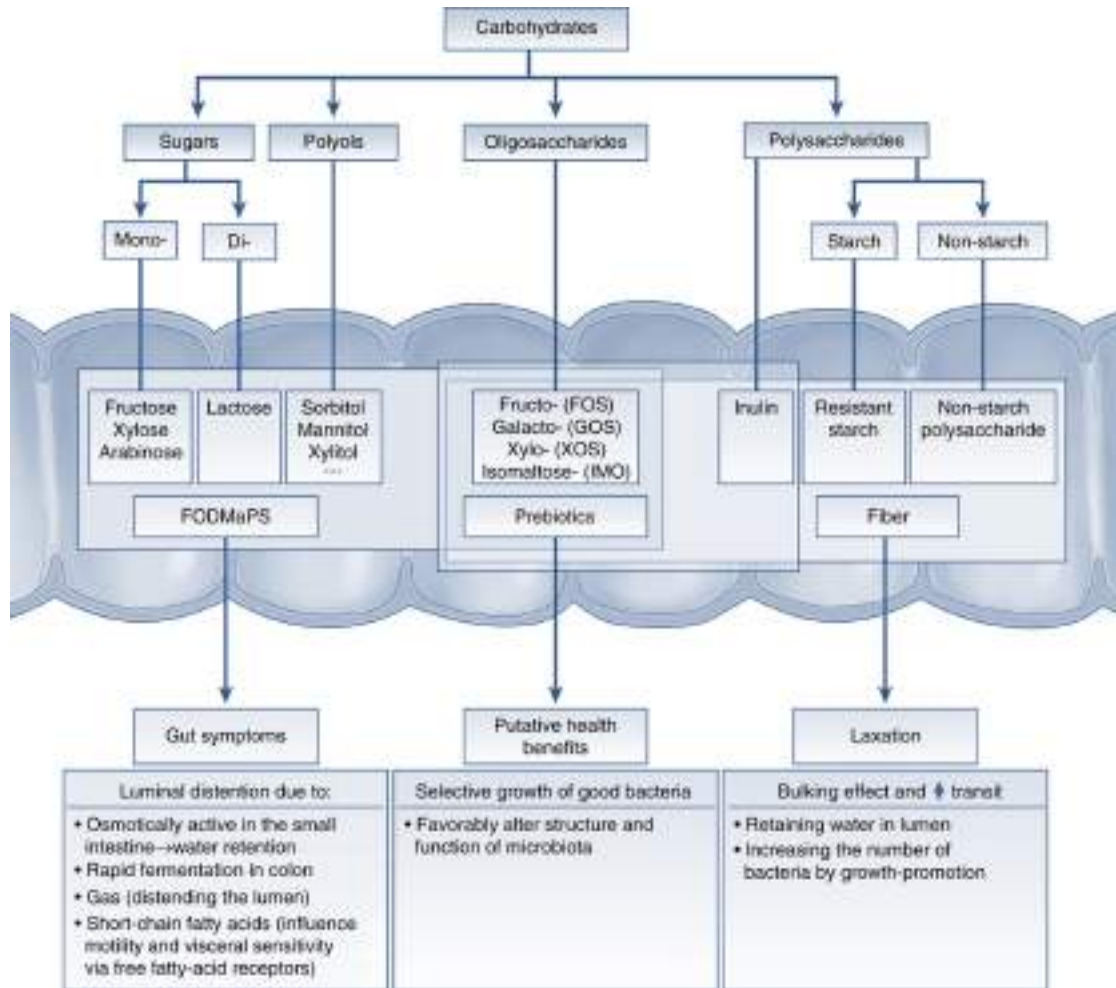 Carbohydrates
Sugars
Polyols
Oligosaccharides
Polysaccharides
Mono-
Di-
Starch
Non-starch
Fructose
Xylose
Arabinose
Lactose
Sorbitol
Mannitol
Xylitol
...
Fructo- (FOS)
Galacto- (GOS)
Xylo- (XOS)
Isomaltose- (IMO)
Inulin
Resistant
starch
Non-starch
polysaccharide
FODMaPS
Prebiotica
Fiber
Gut symptoms
Putative health
benefits
Laxation
Luminal distention due to:
• Osmotically active in the small
intestine→water retention
• Rapid fermentation in colon
• Gas (distending the lumen)
• Short-chain fatty acids (influence
motility and visceral sensitivity
via free fatty-acid receptors)
Selective growth of good bacteria
• Favorably alter structure and
function of microbiota
Bulking effect and transit
• Retaining water in lumen
• Increasing the number of
bacteria by growth-promotion